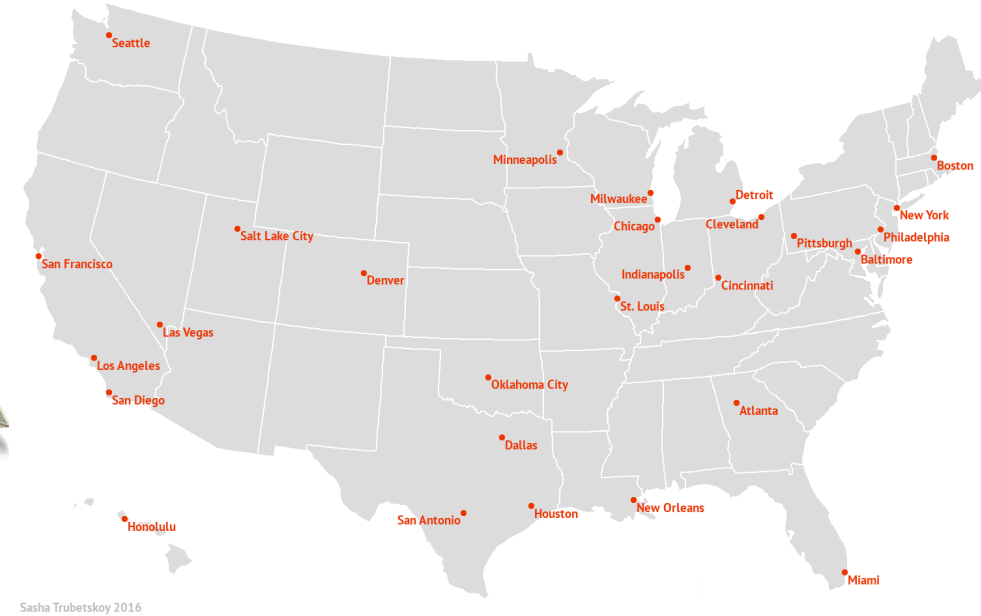 Seattle
Minneapolis
Boston
Milwaukee
Detroit
New York
Chicago
Cleveland
Salt Lake City
Philadelphia
Pittsburgh
San Francisco
Baltimore
Indianapolis
Denver
Cincinnati
St. Louis
Las Vegas
Los Angeles
Oklahoma City
San Diego
Atlanta
Dallas
New Orleans
Houston
San Antonio
Honolulu
Miami
Sasha Trubetskoy 2016